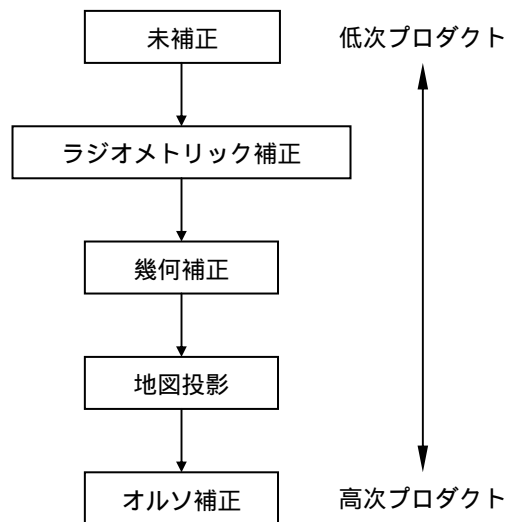 未補正
低次プロダクト
ラジオメトリック補正
幾何補正
地図投影
オルソ補正
高次プロダクト